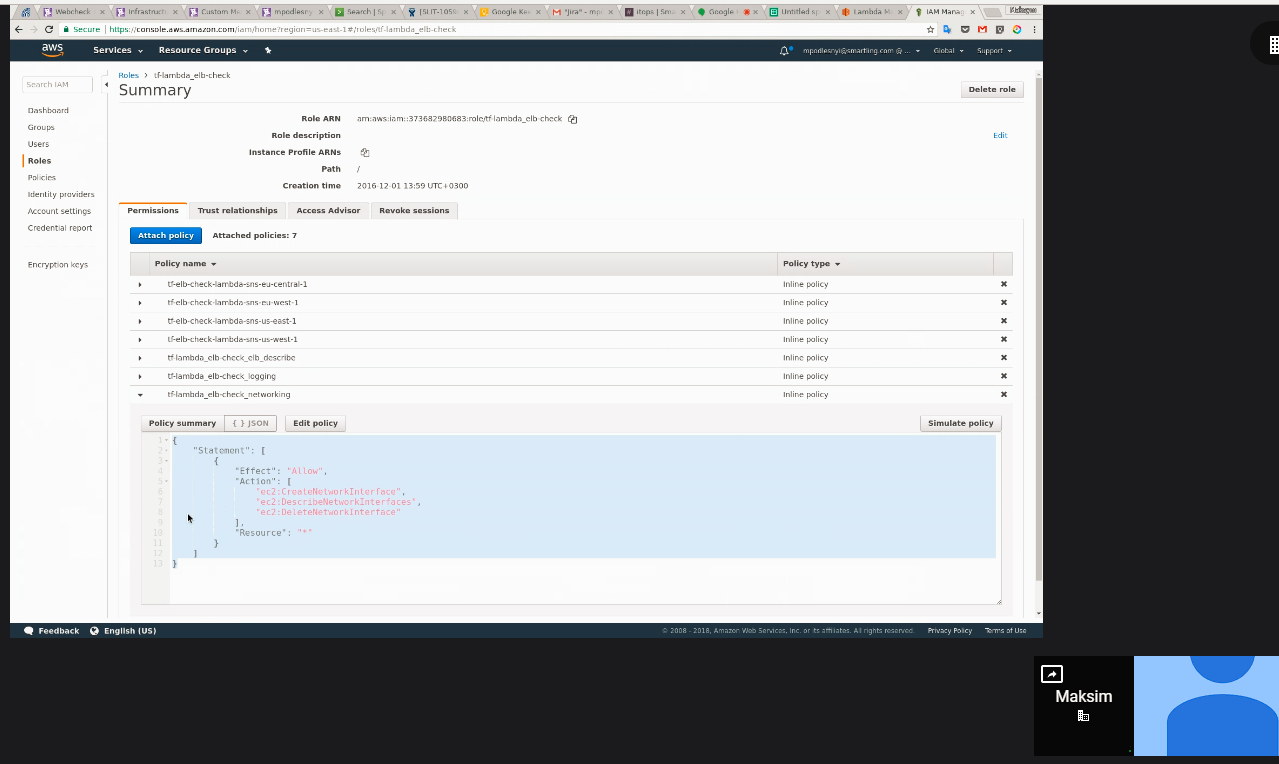 Webcheck
Infrastruct
Custom M
mpodlesny
Search | Sp
[SLIT-1059
Google Kee
"Jira" - mp
itops | Sma
Google
Untitled sp
Lambda M
IAM Manag
Secure | https://console.aws.amazon.com/iam/home?region=us-east-1#/roles/tf-lambda_elb-check
aws Services Resource Groups mpodlesnyi@smartling.com @ ... Global Support
Search IAM
Dashboard
Groups
Users
Roles
Policies
Identity providers
Account settings
Credential report
Encryption keys
Roles > tf-lambda_elb-check
Summary
Delete role
Role ARN arn:aws:iam::373682980683:role/tf-lambda_elb-check
Role description Edit
Instance Profile ARNs
Path /
Creation time 2016-12-01 13:59 UTC+0300
Permissions Trust relationships Access Advisor Revoke sessions
Attach policy Attached policies: 7
Policy name Policy type
tf-elb-check-lambda-sns-eu-central-1 Inline policy
tf-elb-check-lambda-sns-eu-west-1 Inline policy
tf-elb-check-lambda-sns-us-east-1 Inline policy
tf-elb-check-lambda-sns-us-west-1 Inline policy
tf-lambda_elb-check_elb_describe Inline policy
tf-lambda_elb-check_logging Inline policy
tf-lambda_elb-check_networking Inline policy
Policy summary { } JSON Edit policy Simulate policy
1 {
2 "Statement": [
3 {
4 "Effect": "Allow",
5 "Action": [
6 "ec2:CreateNetworkInterface",
7 "ec2:DescribeNetworkInterfaces",
8 "ec2:DeleteNetworkInterface"
9 ],
10 "Resource": "*"
11 }
12 ]
13 }
Feedback English (US) © 2008 - 2018, Amazon Web Services, Inc. or its affiliates. All rights reserved. Privacy Policy Terms of Use
Maksim